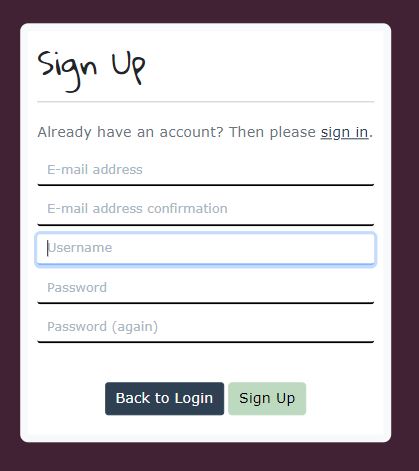 Sign Up
Already have an account? Then please sign in.
E-mail address
E-mail address confirmation
Username
Password
Password (again)
Back to Login Sign Up